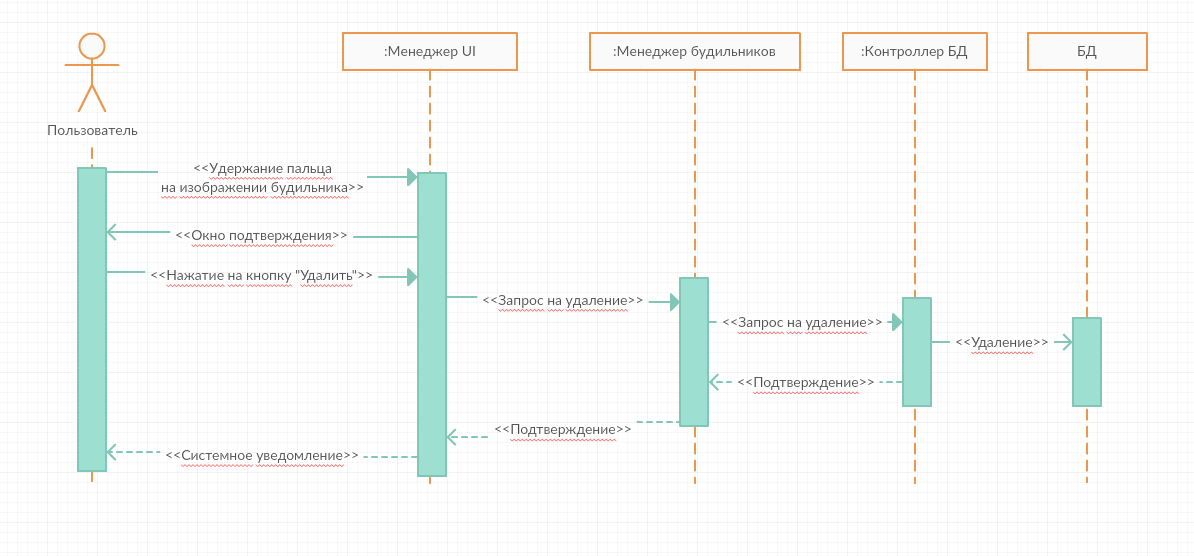 :Менеджер UI
:Менеджер будильников
:Контроллер БД
БД
Пользователь
<<Удержание пальца
на изображении будильника>>
<<Окно подтверждения>>
<<Нажатие на кнопку "Удалить">>
<<Запрос на удаление>>
<<Запрос на удаление>>
<<Удаление>>
<<Подтверждение>>
<<Подтверждение>>
<<Системное уведомление>>